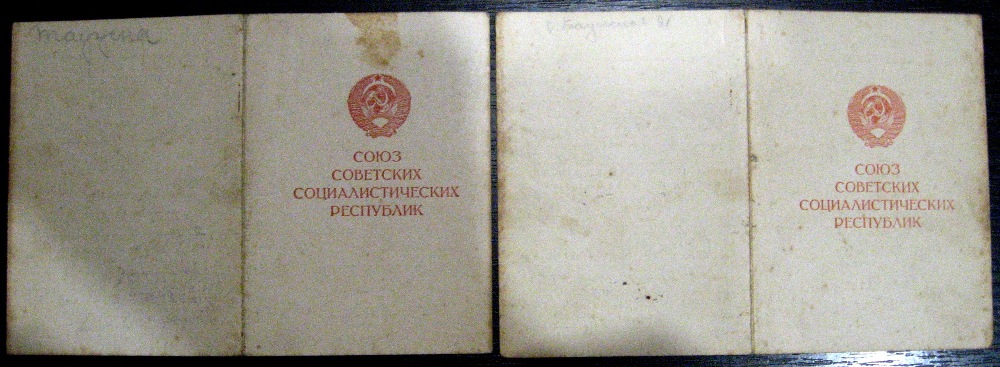 СОЮЗ
СОВЕТСКИХ
СОЦИАЛИСТИЧЕСКИХ
РЕСПУБЛИК
СОЮЗ
СОВЕТСКИХ
СОЦИАЛИСТИЧЕСКИХ
РЕСПУБЛИК